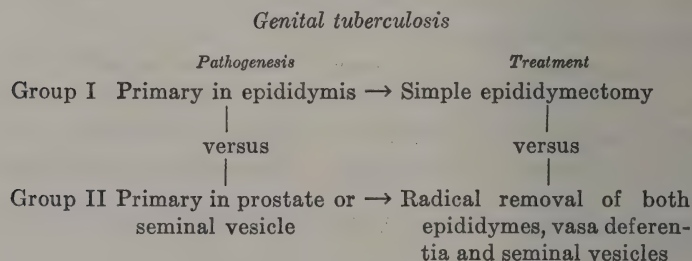 Genital tuberculosis
Pathogenesis Treatment
Group I Primary in epididymis → Simple epididymectomy
versus versus
Group II Primary in prostate or → Radical removal of both
seminal vesicle epididymes, vasa deferen-
tia and seminal vesicles